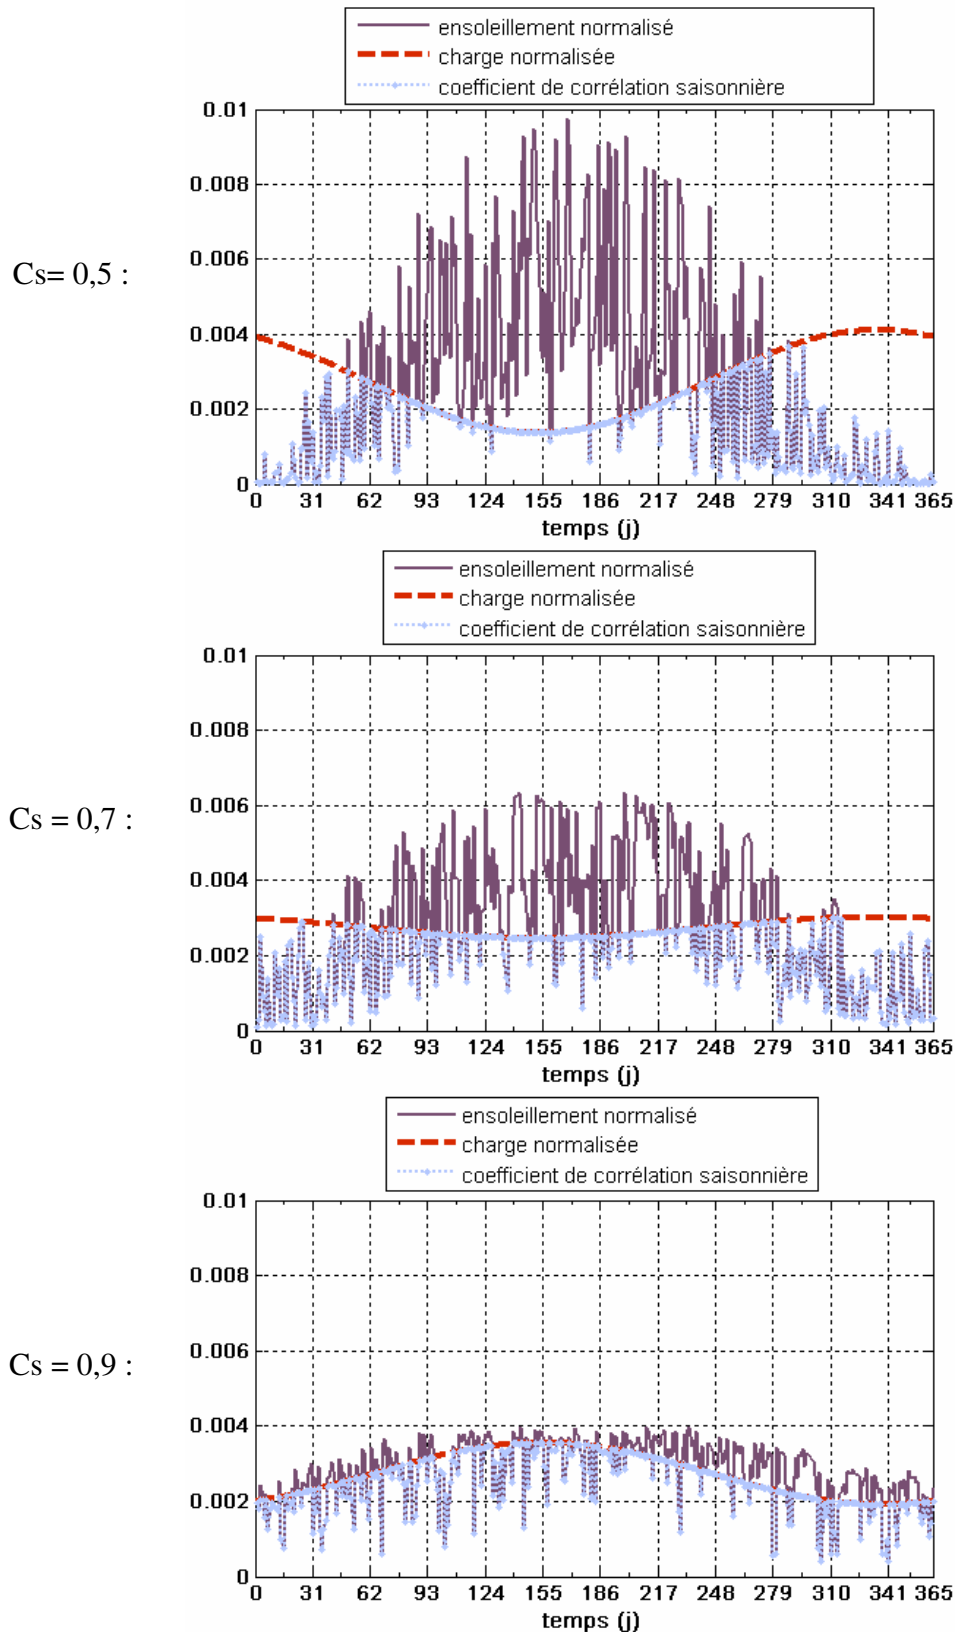 ensoleillement normalisé
charge normalisée
coefficient de corrélation saisonnière
Cs= 0,5 :
0.01
0.008
0.006
0.004
0.002
0
0 31 62 93 124 155 186 217 248 279 310 341 365
temps (j)
ensoleillement normalisé
charge normalisée
coefficient de corrélation saisonnière
Cs = 0,7 :
0.01
0.008
0.006
0.004
0.002
0
0 31 62 93 124 155 186 217 248 279 310 341 365
temps (j)
ensoleillement normalisé
charge normalisée
coefficient de corrélation saisonnière
Cs = 0,9 :
0.01
0.008
0.006
0.004
0.002
0
0 31 62 93 124 155 186 217 248 279 310 341 365
temps (j)